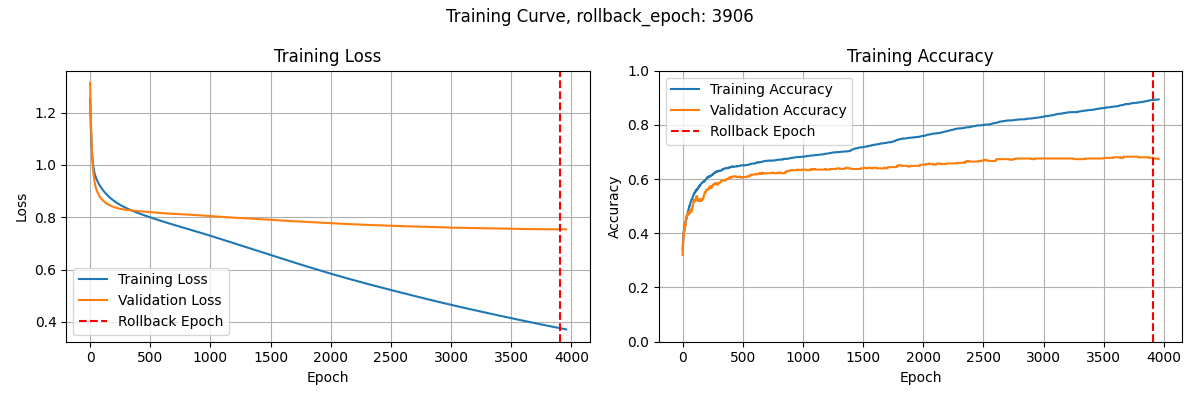 Training Curve, rollback_epoch: 3906
Training Loss
Loss
1.2
1.0
0.8
0.6
0.4
Training Loss
Validation Loss
Rollback Epoch
0 500 1000 1500 2000 2500 3000 3500 4000
Epoch
Training Accuracy
Accuracy
1.0
0.8
0.6
0.4
0.2
0.0
Training Accuracy
Validation Accuracy
Rollback Epoch
0 500 1000 1500 2000 2500 3000 3500 4000
Epoch